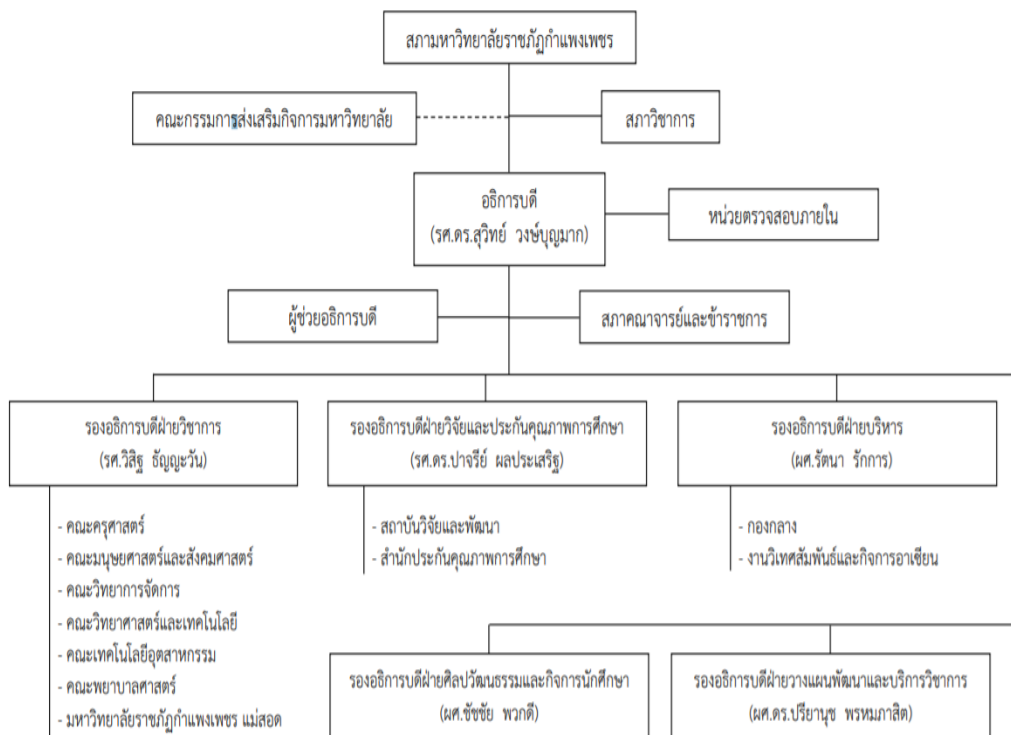 สภามหาวิทยาลัยราชภัฏกำแพงเพชร
คณะกรรมการส่งเสริมกิจการมหาวิทยาลัย
สภาวิชาการ
อธิการบดี
(รศ.ดร.สุวิทย์ วงษ์บุญมาก)
หน่วยตรวจสอบภายใน
ผู้ช่วยอธิการบดี
สภาคณาจารย์และข้าราชการ
รองอธิการบดีฝ่ายวิชาการ
(รศ.วิสิฐ ธัญญะวัน)
- คณะครุศาสตร์
- คณะมนุษยศาสตร์และสังคมศาสตร์
- คณะวิทยาการจัดการ
- คณะวิทยาศาสตร์และเทคโนโลยี
- คณะเทคโนโลยีอุตสาหกรรม
- คณะพยาบาลศาสตร์
- มหาวิทยาลัยราชภัฏกำแพงเพชร แม่สอด
รองอธิการบดีฝ่ายวิจัยและประกันคุณภาพการศึกษา
(รศ.ดร.ปาจรีย์ ผลประเสริฐ)
- สถาบันวิจัยและพัฒนา
- สำนักประกันคุณภาพการศึกษา
รองอธิการบดีฝ่ายบริหาร
(ผศ.รัตนา รักการ)
- กองกลาง
- งานวิเทศสัมพันธ์และกิจการอาเซียน
รองอธิการบดีฝ่ายศิลปวัฒนธรรมและกิจการนักศึกษา
(ผศ.ชัชชัย พวกดี)
รองอธิการบดีฝ่ายวางแผนพัฒนาและบริการวิชาการ
(ผศ.ดร.ปรียานุช พรหมภาสิต)